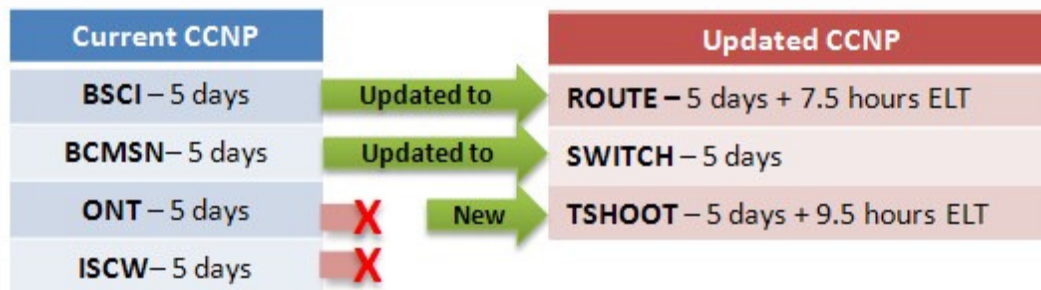 Current CCNP
Updated CCNP
BSCI – 5 days
Updated to
ROUTE – 5 days + 7.5 hours ELT
BCMSN– 5 days
Updated to
SWITCH – 5 days
ONT – 5 days
X
New
TSHOOT – 5 days + 9.5 hours ELT
ISCW– 5 days
X